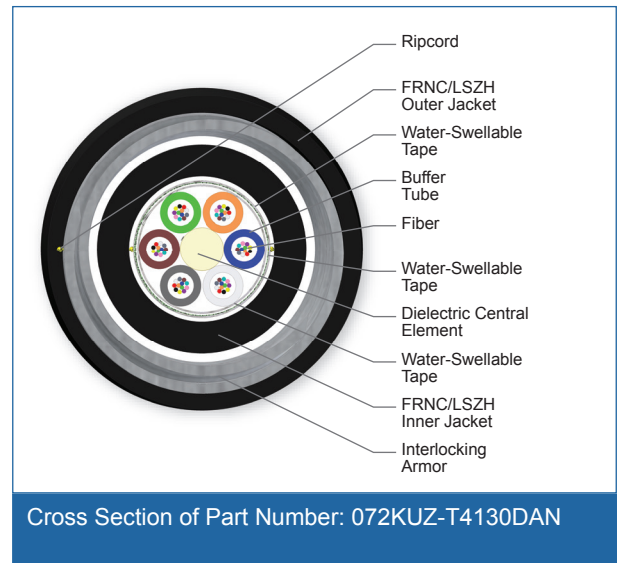 Ripcord
FRNC/LSZH
Outer Jacket
Water-Swellable
Tape
Buffer
Tube
Fiber
Water-Swellable
Tape
Dielectric Central
Element
Water-Swellable
Tape
FRNC/LSZH
Inner Jacket
Interlocking
Armor
Cross Section of Part Number: 072KUZ-T4130DAN